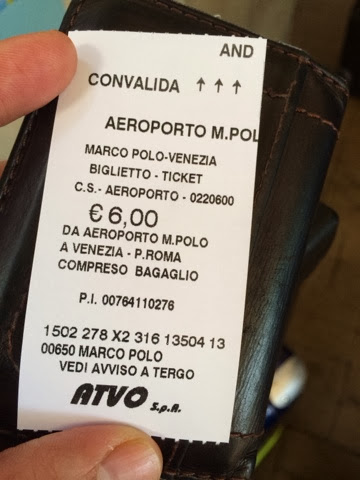 AND
CONVALIDA ↑↑↑
AEROPORTO M.POL
MARCO POLO-VENEZIA
BIGLIETTO - TICKET
C.S.- AEROPORTO - 0220600
€ 6,00
DA AEROPORTO M.POLO
A VENEZIA - P.ROMA
COMPRESO BAGAGLIO
P.I. 00764110276
1502 278 X2 316 13504 13
00650 MARCO POLO
VEDI AVVISO A TERGO
ATVO S.p.A.